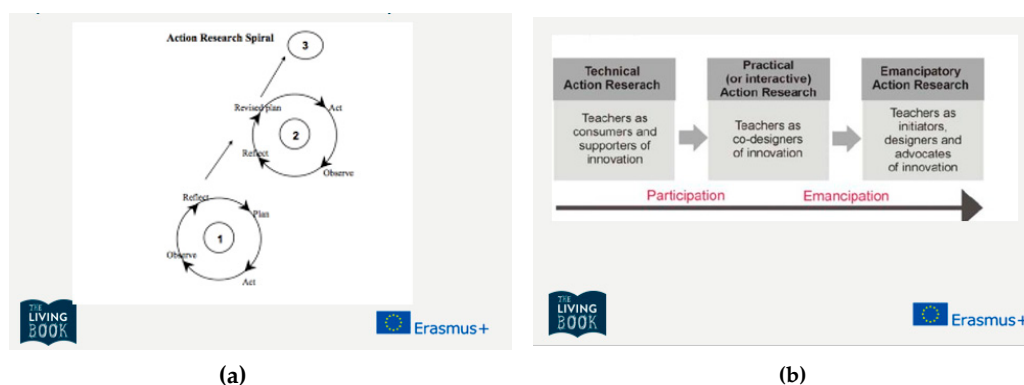 Action Research Spiral
3
Revised plan
Act
2
Reflect
Observe
Reflect
Plan
1
Observe
Act
THE
LIVING
BOOK
Erasmus+
(a)
Technical
Action Reserach
Teachers as
consumers and
supporters of
innovation
Practical
(or interactive)
Action Research
Teachers as
co-designers
of innovation
Emancipatory
Action Research
Teachers as
initiators,
designers and
advocates
of innovation
Participation
Emancipation
THE
LIVING
BOOK
Erasmus+
(b)